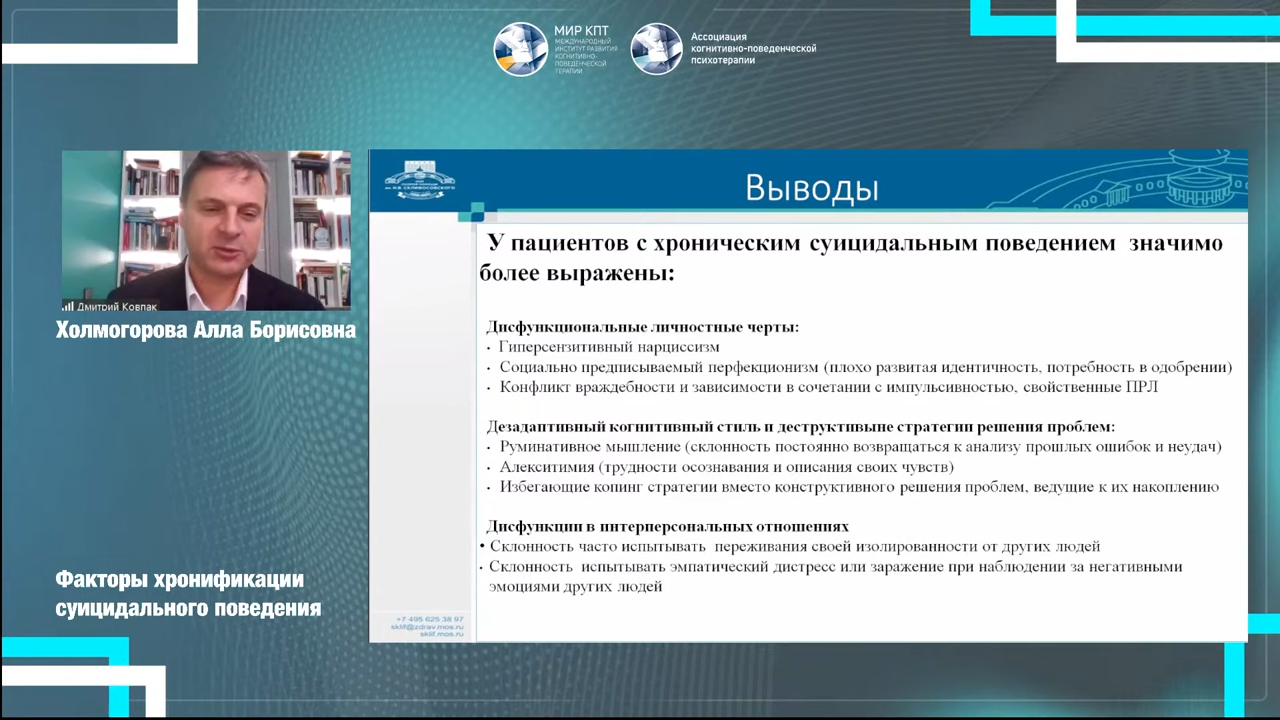 МИР КПТ
МЕЖДУНАРОДНЫЙ
ИНСТИТУТ РАЗВИТИЯ
КОГНИТИВНО-
ПОВЕДЕНЧЕСКОЙ
ТЕРАПИИ
Ассоциация
когнитивно-поведенческой
психотерапии
Дмитрий Ковпак
Холмогорова Алла Борисовна
Факторы хронификации
суицидального поведения
Выводы
У пациентов с хроническим суицидальным поведением значимо
более выражены:
Дисфункциональные личностные черты:
· Гиперсензитивный нарциссизм
· Социально предписываемый перфекционизм (плохо развитая идентичность, потребность в одобрении)
· Конфликт враждебности и зависимости в сочетании с импульсивностью, свойственные ПРЛ
Дезадаптивный когнитивный стиль и деструктивыне стратегии решения проблем:
· Руминативное мышление (склонность постоянно возвращаться к анализу прошлых ошибок и неудач)
· Алекситимия (трудности осознавания и описания своих чувств)
· Избегающие копинг стратегии вместо конструктивного решения проблем, ведущие к их накоплению
Дисфункции в интерперсональных отношениях
• Склонность часто испытывать переживания своей изолированности от других людей
· Склонность испытывать эмпатический дистресс или заражение при наблюдении за негативными
эмоциями других людей
+7 495 625 38 97
sklif@zdrav.mos.ru
sklif.mos.ru